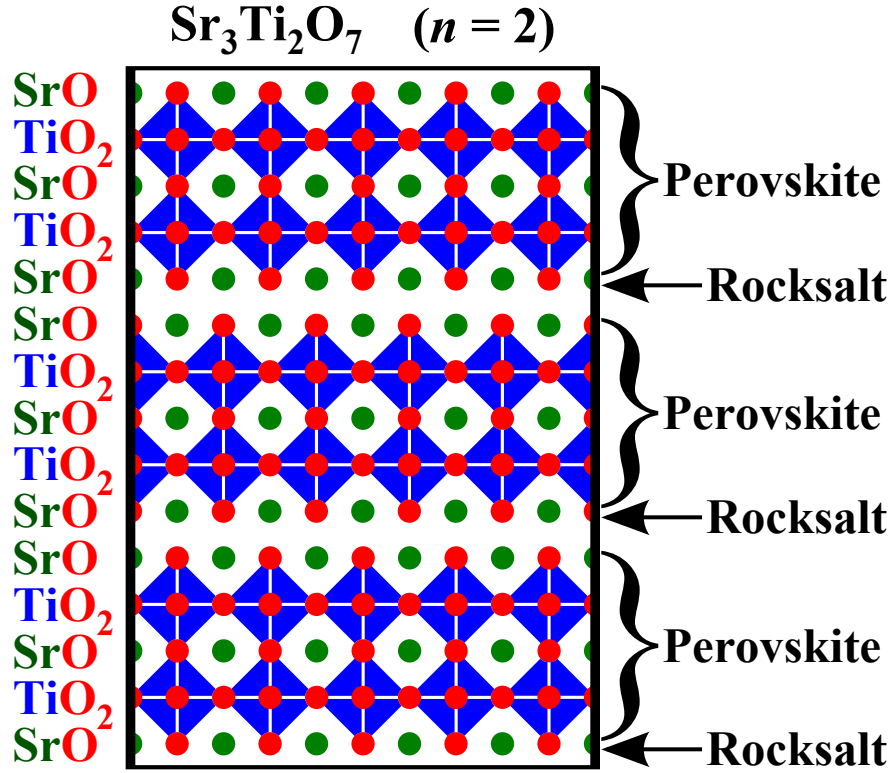 Sr₃Ti₂O₇ (n = 2)
SrO
TiO₂
SrO
Perovskite
TiO₂
SrO
Rocksalt
SrO
TiO₂
SrO
Perovskite
TiO₂
SrO
Rocksalt
SrO
TiO₂
SrO
Perovskite
TiO₂
SrO
Rocksalt